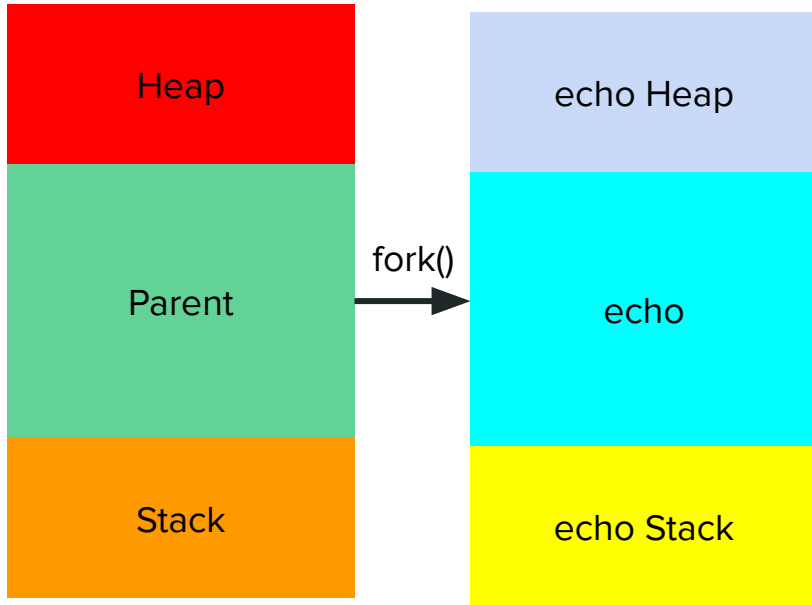 Heap
Parent
Stack
fork()
echo Heap
echo
echo Stack